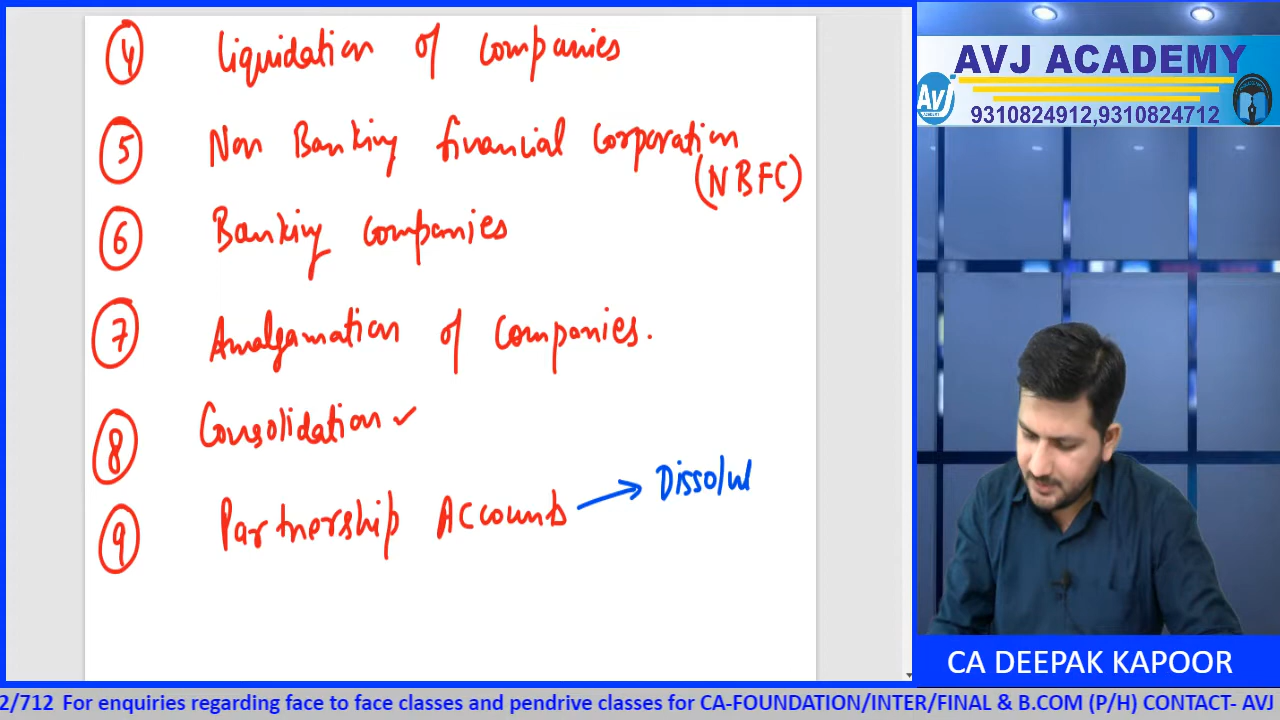 4 Liquidation of Companies
5 Non Banking Financial Corporation
(NBFC)
6 Banking Companies
7 Amalgamation of Companies.
8 Consolidation ✓
9 Partnership Accounts → Dissolut
AVJ ACADEMY
AVJ
ACADEMY
9310824912,9310824712
CA DEEPAK KAPOOR
2/712 For enquiries regarding face to face classes and pendrive classes for CA-FOUNDATION/INTER/FINAL & B.COM (P/H) CONTACT- AVJ